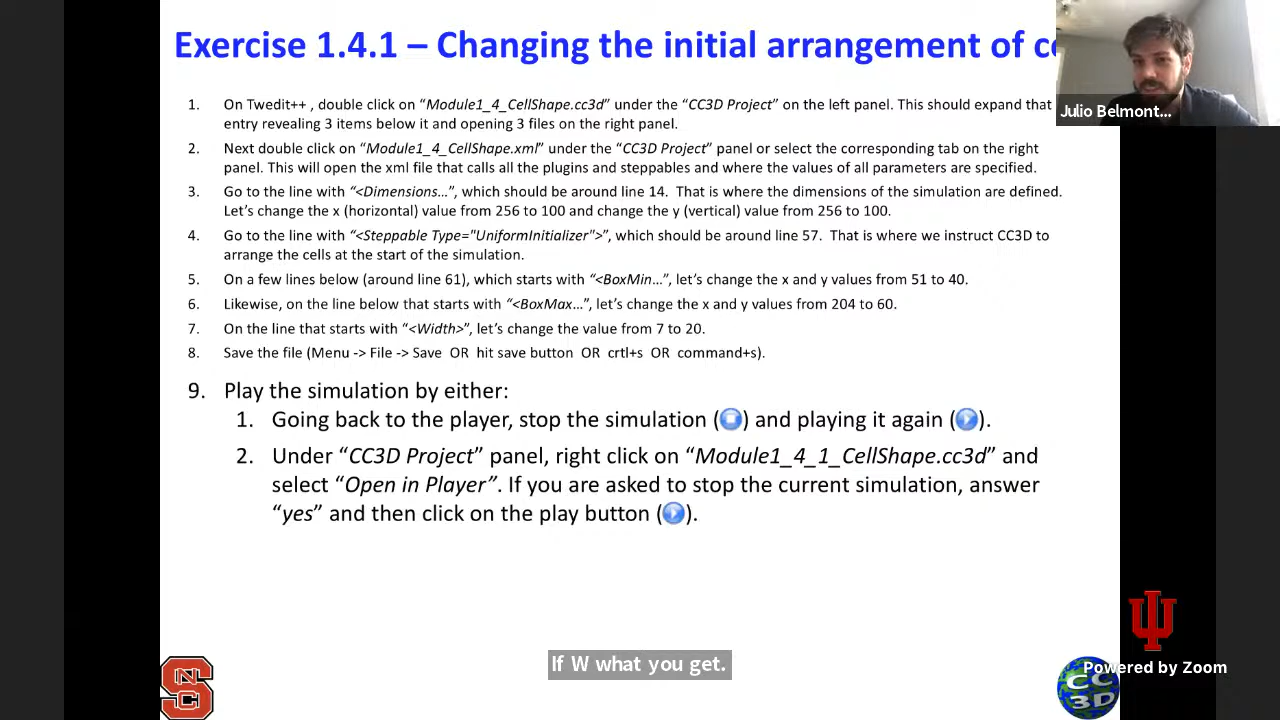 Exercise 1.4.1 – Changing the initial arrangement of
Julio Belmont...
1. On Twedit++ , double click on “Module1_4_CellShape.cc3d” under the “CC3D Project” on the left panel. This should expand that
entry revealing 3 items below it and opening 3 files on the right panel.
2. Next double click on “Module1_4_CellShape.xml” under the “CC3D Project” panel or select the corresponding tab on the right
panel. This will open the xml file that calls all the plugins and steppables and where the values of all parameters are specified.
3. Go to the line with “<Dimensions…”, which should be around line 14. That is where the dimensions of the simulation are defined.
Let’s change the x (horizontal) value from 256 to 100 and change the y (vertical) value from 256 to 100.
4. Go to the line with “<Steppable Type="UniformInitializer">”, which should be around line 57. That is where we instruct CC3D to
arrange the cells at the start of the simulation.
5. On a few lines below (around line 61), which starts with “<BoxMin…”, let’s change the x and y values from 51 to 40.
6. Likewise, on the line below that starts with “<BoxMax…”, let’s change the x and y values from 204 to 60.
7. On the line that starts with “<Width>”, let’s change the value from 7 to 20.
8. Save the file (Menu -> File -> Save OR hit save button OR crtl+s OR command+s).
9. Play the simulation by either:
1. Going back to the player, stop the simulation ( ) and playing it again ( ).
2. Under “CC3D Project” panel, right click on “Module1_4_1_CellShape.cc3d” and
select “Open in Player”. If you are asked to stop the current simulation, answer
“yes” and then click on the play button ( ).
If W what you get.
Powered by Zoom
NC S
CC
3D